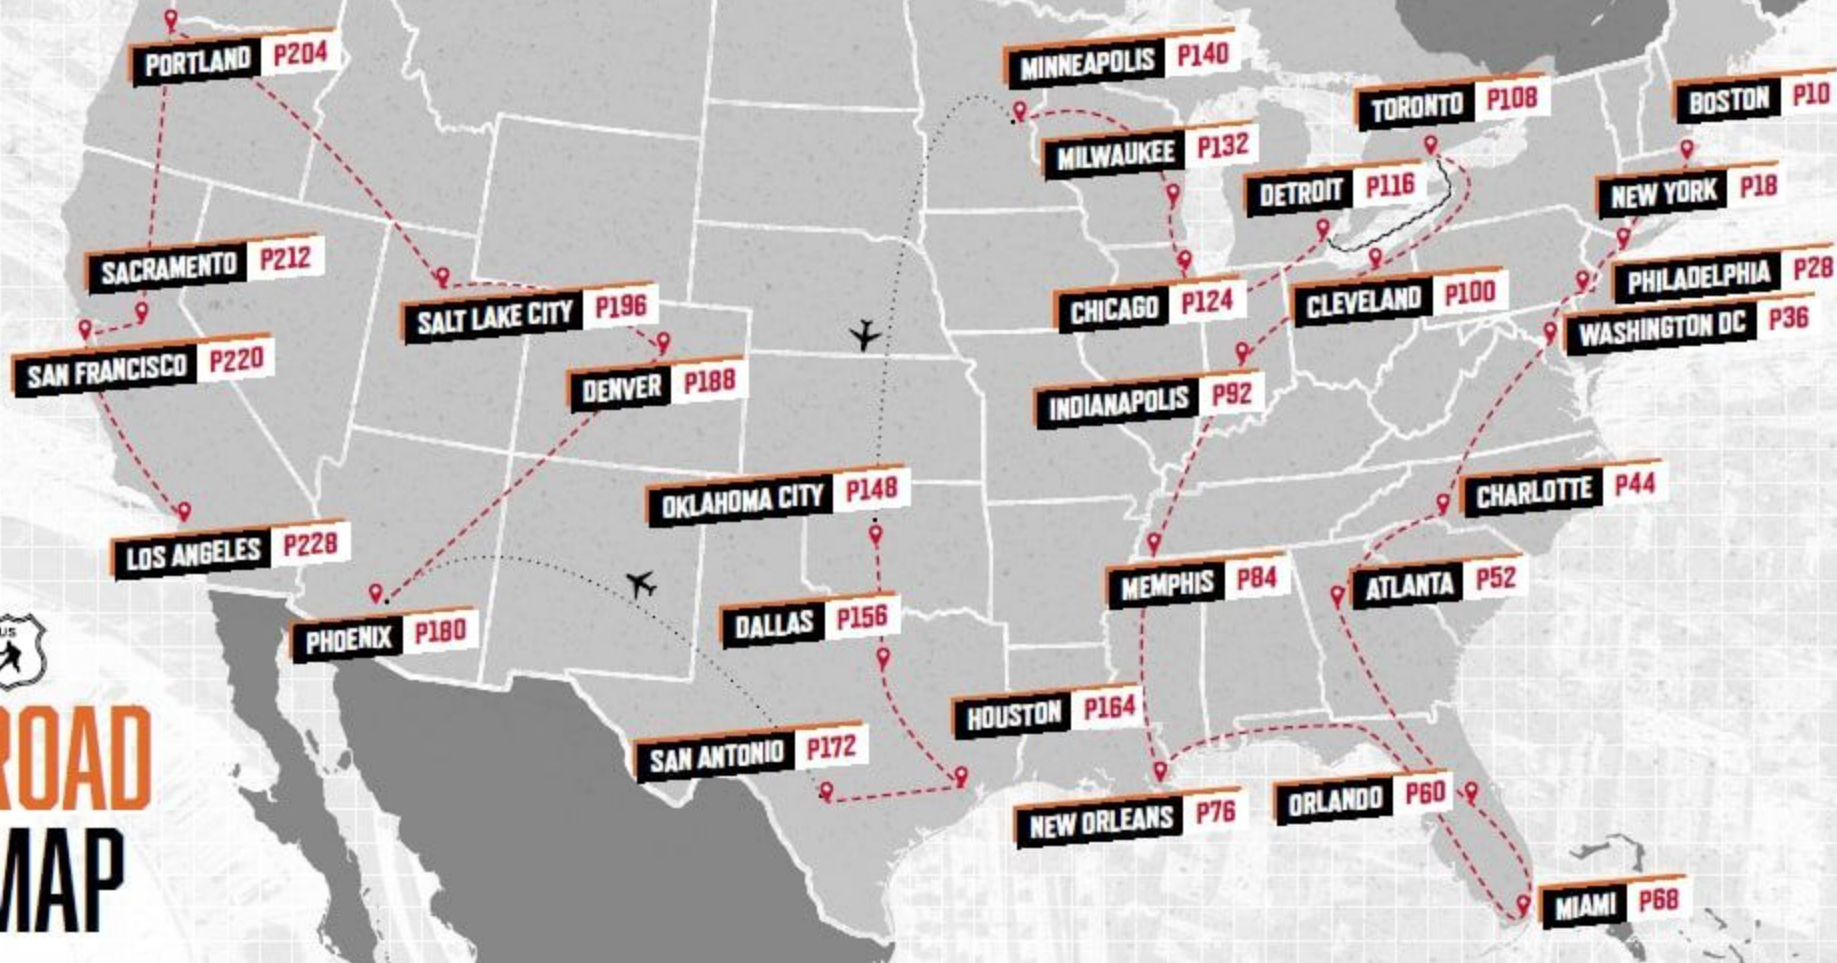 PORTLAND P204
MINNEAPOLIS P140
TORONTO P108
BOSTON P10
MILWAUKEE P132
DETROIT P116
NEW YORK P18
SACRAMENTO P212
PHILADELPHIA P28
SALT LAKE CITY P196
CHICAGO P124
CLEVELAND P100
WASHINGTON DC P36
SAN FRANCISCO P220
DENVER P188
INDIANAPOLIS P92
OKLAHOMA CITY P148
CHARLOTTE P44
LOS ANGELES P228
MEMPHIS P84
ATLANTA P52
PHOENIX P180
DALLAS P156
US
HOUSTON P164
ROAD
SAN ANTONIO P172
NEW ORLEANS P76
ORLANDO P60
MAP
MIAMI P68